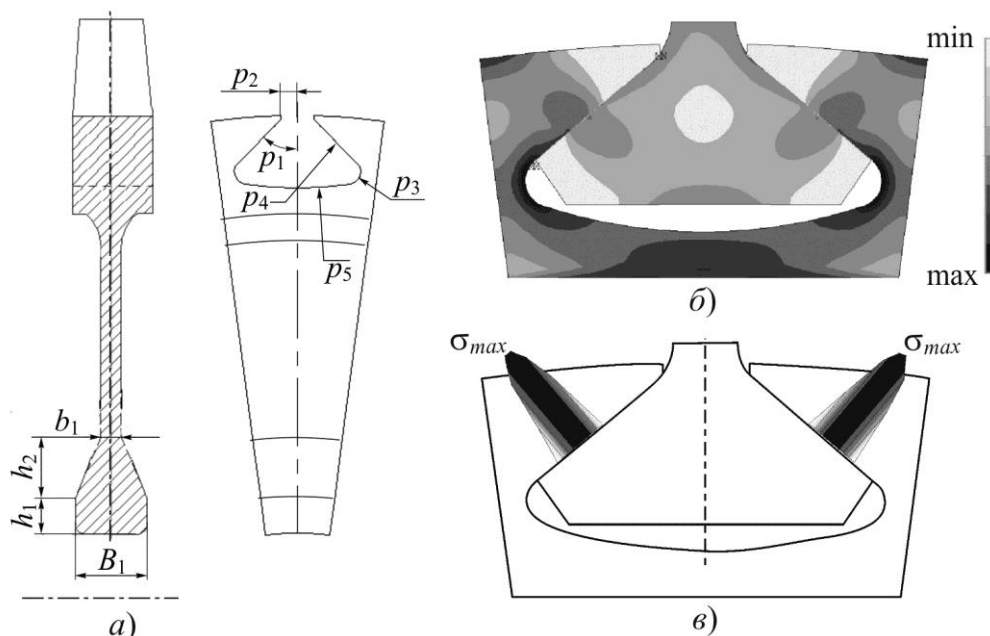 p₂
p₁
p₃
p₄
p₅
b₁
h₂
h₁
B₁
а)
min
max
б)
σmax
σmax
в)